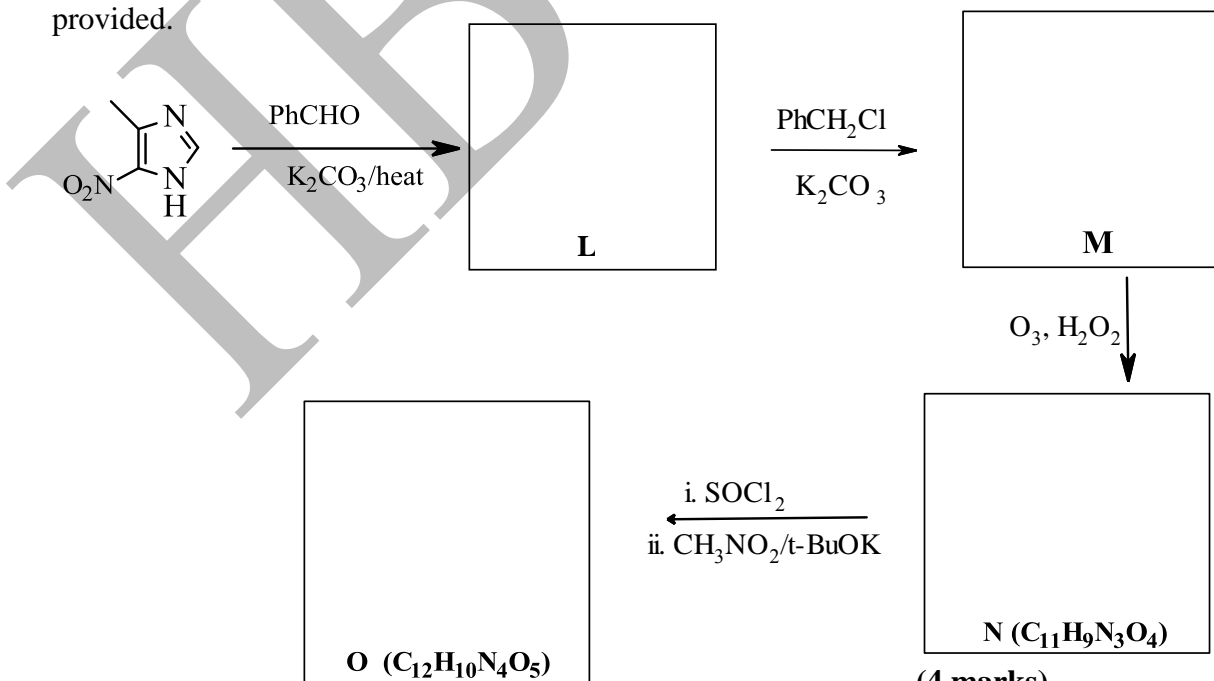 provided.
N
O₂N
N
H
PhCHO
K₂CO₃/heat
L
PhCH₂Cl
K₂CO₃
M
O₃, H₂O₂
N (C₁₁H₉N₃O₄)
i. SOCl₂
ii. CH₃NO₂/t-BuOK
O (C₁₂H₁₀N₄O₅)
(4 marks)